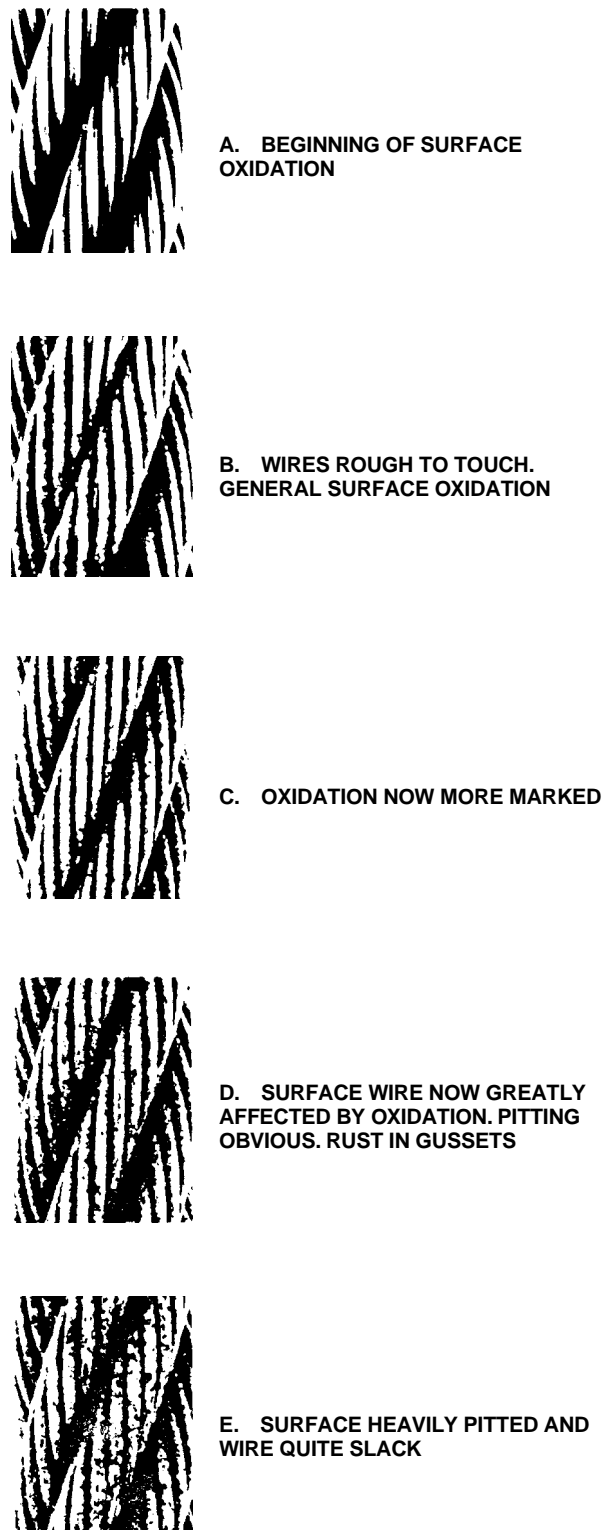 A. BEGINNING OF SURFACE
OXIDATION
B. WIRES ROUGH TO TOUCH.
GENERAL SURFACE OXIDATION
C. OXIDATION NOW MORE MARKED
D. SURFACE WIRE NOW GREATLY
AFFECTED BY OXIDATION. PITTING
OBVIOUS. RUST IN GUSSETS
E. SURFACE HEAVILY PITTED AND
WIRE QUITE SLACK